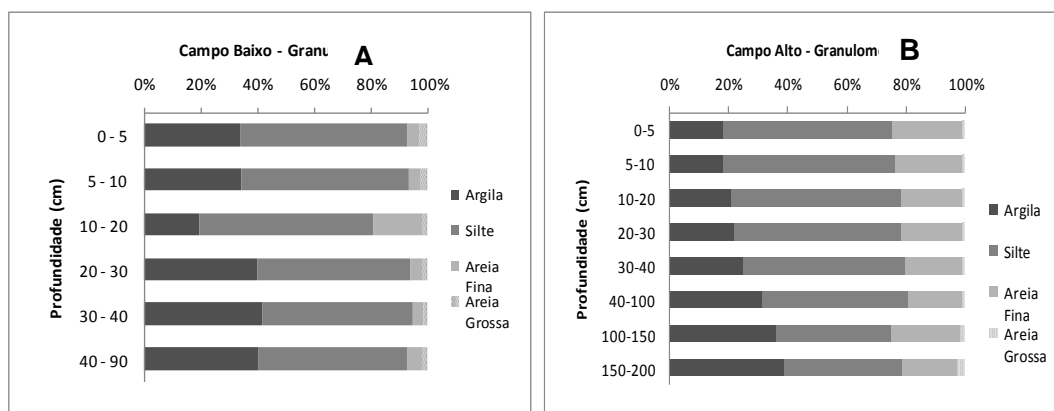 Campo Baixo - Granu
A
0% 20% 40% 60% 80% 100%
Profundidade (cm)
0 - 5
5 - 10
10 - 20
20 - 30
30 - 40
40 - 90
Argila
Silte
Areia
Fina
Areia
Grossa
Campo Alto - Granulom
B
0% 20% 40% 60% 80% 100%
Profundidade (cm)
0-5
5-10
10-20
20-30
30-40
40-100
100-150
150-200
Argila
Silte
Areia
Fina
Areia
Grossa